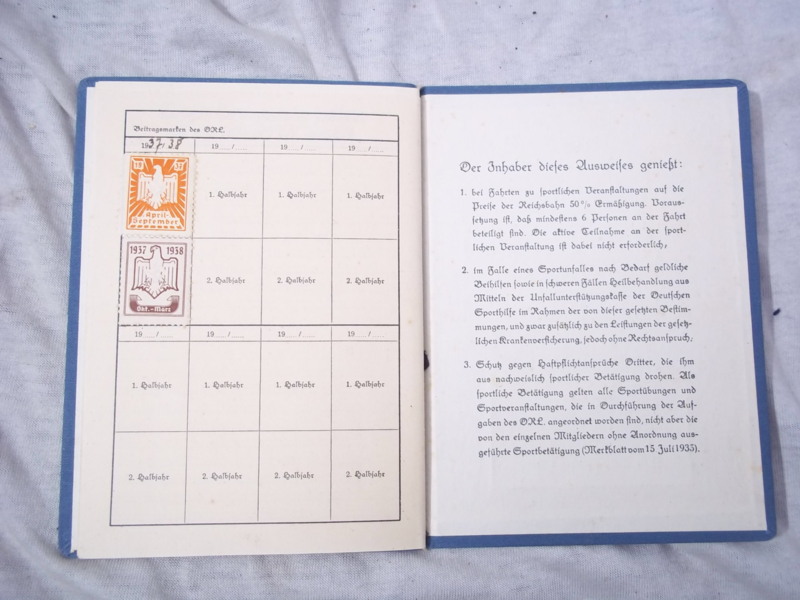 Beitragsmarken des DRL.
1937/38 19..../.... 19..../.... 19..../....
19 37
April-
September
1. Halbjahr 1. Halbjahr 1. Halbjahr
1937 1938
Okt.-März
2. Halbjahr 2. Halbjahr 2. Halbjahr
19..../.... 19..../.... 19..../.... 19..../....
1. Halbjahr 1. Halbjahr 1. Halbjahr 1. Halbjahr
2. Halbjahr 2. Halbjahr 2. Halbjahr 2. Halbjahr
Der Inhaber dieses Ausweises genießt:
1. bei Fahrten zu sportlichen Veranstaltungen auf die
Preise der Reichsbahn 50% Ermäßigung. Voraus-
setzung ist, daß mindestens 6 Personen an der Fahrt
beteiligt sind. Die aktive Teilnahme an der sport-
lichen Veranstaltung ist dabei nicht erforderlich,
2. im Falle eines Sportunfalles nach Bedarf geldliche
Beihilfen sowie in schweren Fällen Heilbehandlung aus
Mitteln der Unfallunterstützungskasse der Deutschen
Sporthilfe im Rahmen der von dieser gesetzten Bestim-
mungen, und zwar zusätzlich zu den Leistungen der gesetz-
lichen Krankenversicherung, jedoch ohne Rechtsanspruch,
3. Schutz gegen Haftpflichtansprüche Dritter, die ihm
aus nachweislich sportlicher Betätigung drohen. Als
sportliche Betätigung gelten alle Sportübungen und
Sportveranstaltungen, die in Durchführung der Auf-
gaben des DRL. angeordnet worden sind, nicht aber die
von den einzelnen Mitgliedern ohne Anordnung aus-
geführte Sportbetätigung (Merkblatt vom 15. Juli 1935).